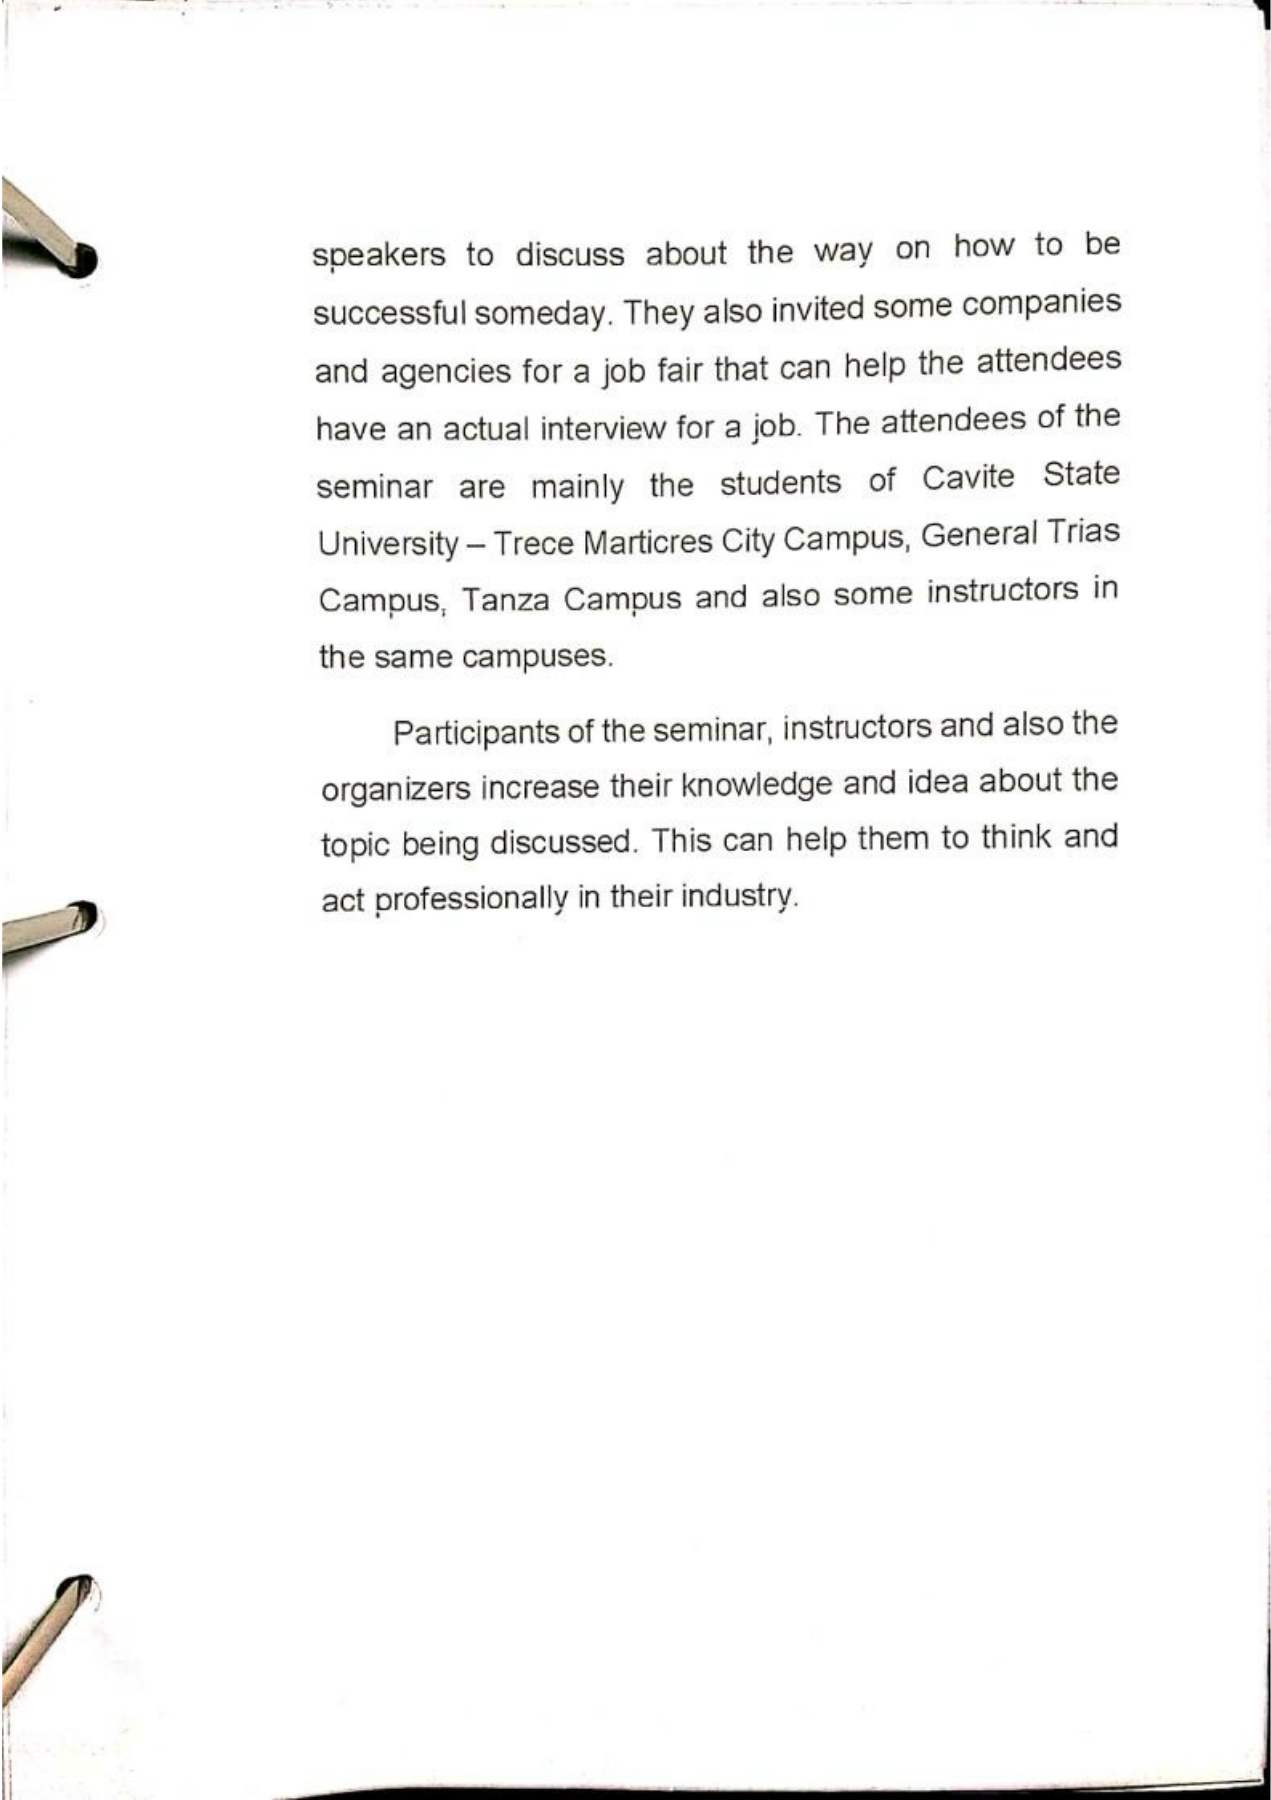 speakers to discuss about the way on how to be
successful someday. They also invited some companies
and agencies for a job fair that can help the attendees
have an actual interview for a job. The attendees of the
seminar are mainly the students of Cavite State
University – Trece Marticres City Campus, General Trias
Campus, Tanza Campus and also some instructors in
the same campuses.
Participants of the seminar, instructors and also the
organizers increase their knowledge and idea about the
topic being discussed. This can help them to think and
act professionally in their industry.